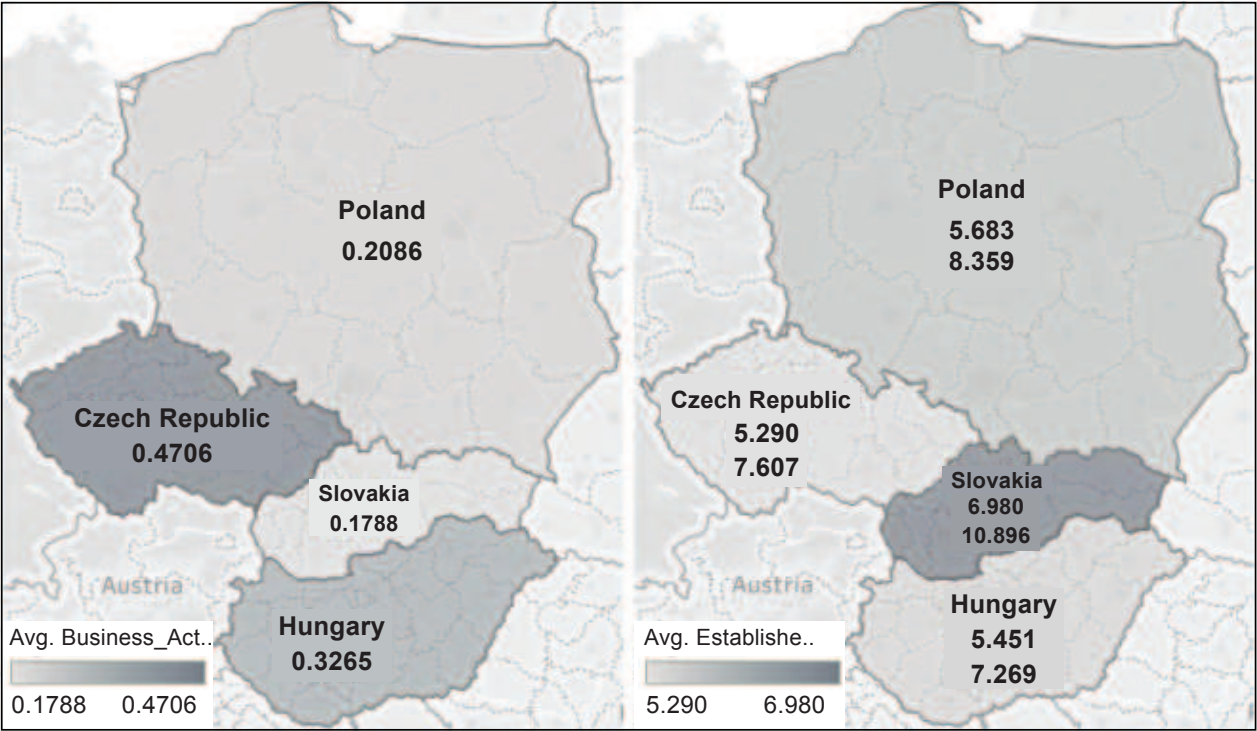 Poland
0.2086
Czech Republic
0.4706
Slovakia
0.1788
Austria
Hungary
0.3265
Avg. Business_Act..
0.1788 0.4706
Poland
5.683
8.359
Czech Republic
5.290
7.607
Slovakia
6.980
10.896
Austria
Hungary
5.451
7.269
Avg. Establishe..
5.290 6.980